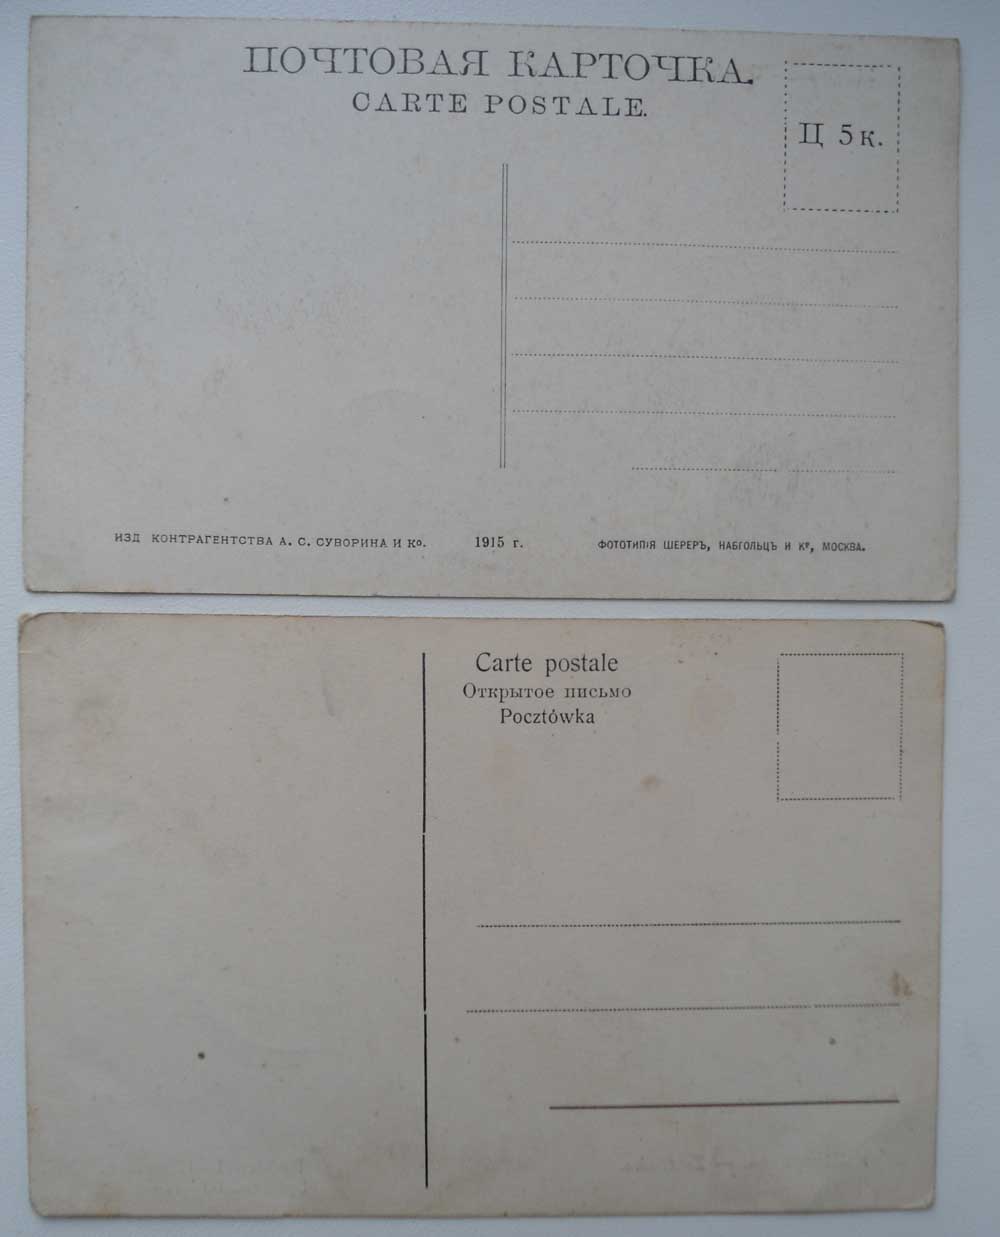 ПОЧТОВАЯ КАРТОЧКА.
CARTE POSTALE.
Ц 5 к.
ИЗД КОНТРАГЕНТСТВА А. С. СУВОРИНА И Ко. 1915 г. ФОТОТИПІЯ ШЕРЕРЪ, НАБГОЛЬЦЪ И Кº, МОСКВА.
Carte postale
Открытое письмо
Pocztówka